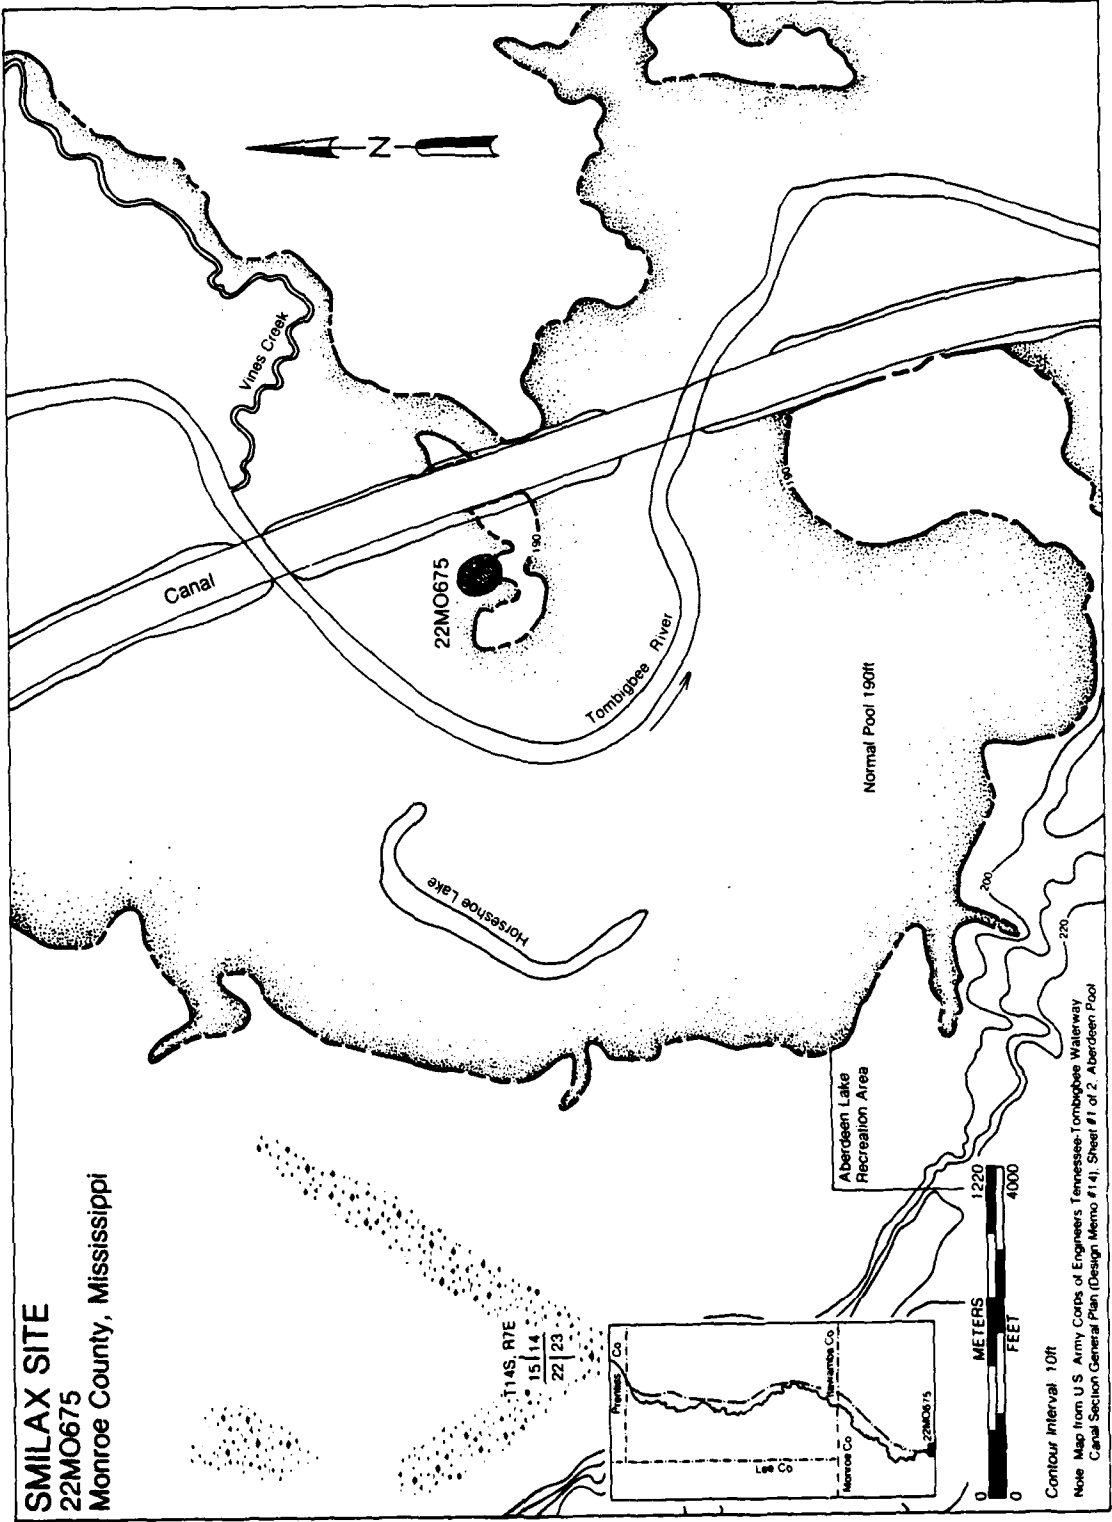 SMILAX SITE
22MO675
Monroe County, Mississippi
Vines Creek
N
Canal
22MO675
190
190
Tombigbee River
Normal Pool 190ft
Horseshoe Lake
200
220
Aberdeen Lake
Recreation Area
T14S, R7E
15 14
22 23
Prentiss Co
Itawamba Co
Lee Co
Monroe Co
22MO675
0 METERS 1220
0 FEET 4000
Contour Interval 10ft
Note Map from U S Army Corps of Engineers Tennessee-Tombigbee Waterway
Canal Section General Plan (Design Memo #14), Sheet #1 of 2, Aberdeen Pool